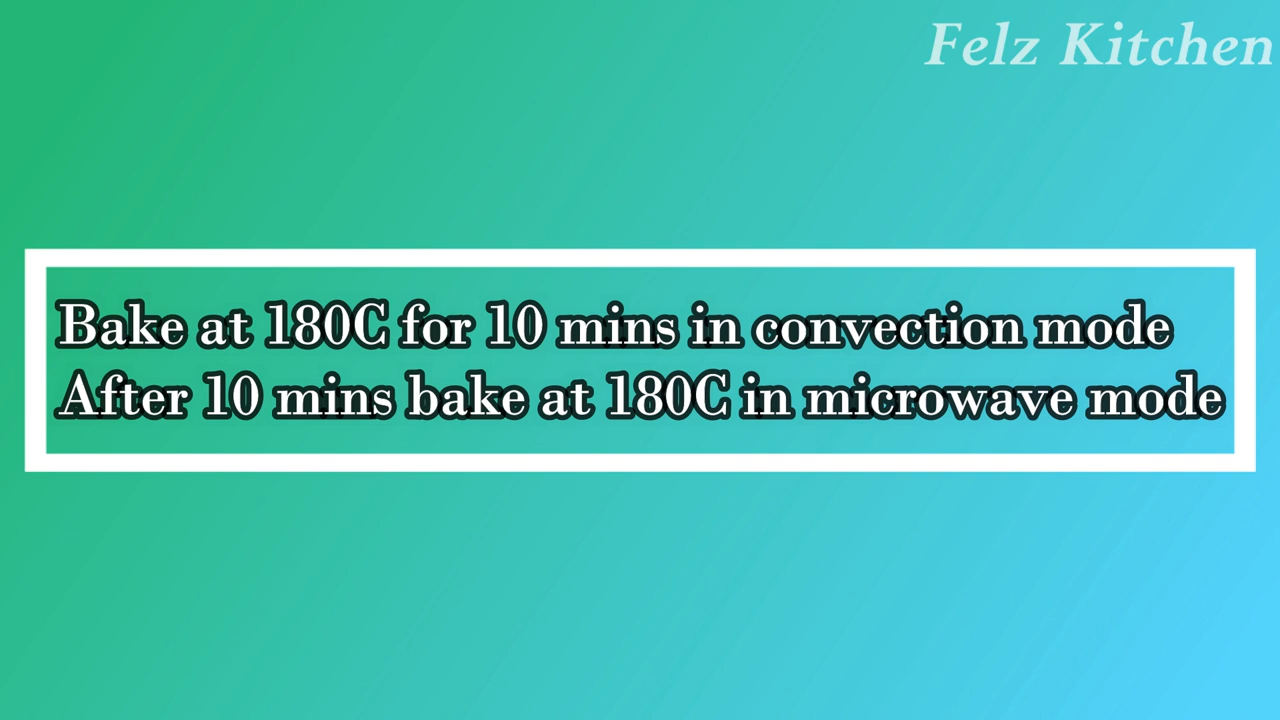 Felz Kitchen
Bake at 180C for 10 mins in convection mode
After 10 mins bake at 180C in microwave mode